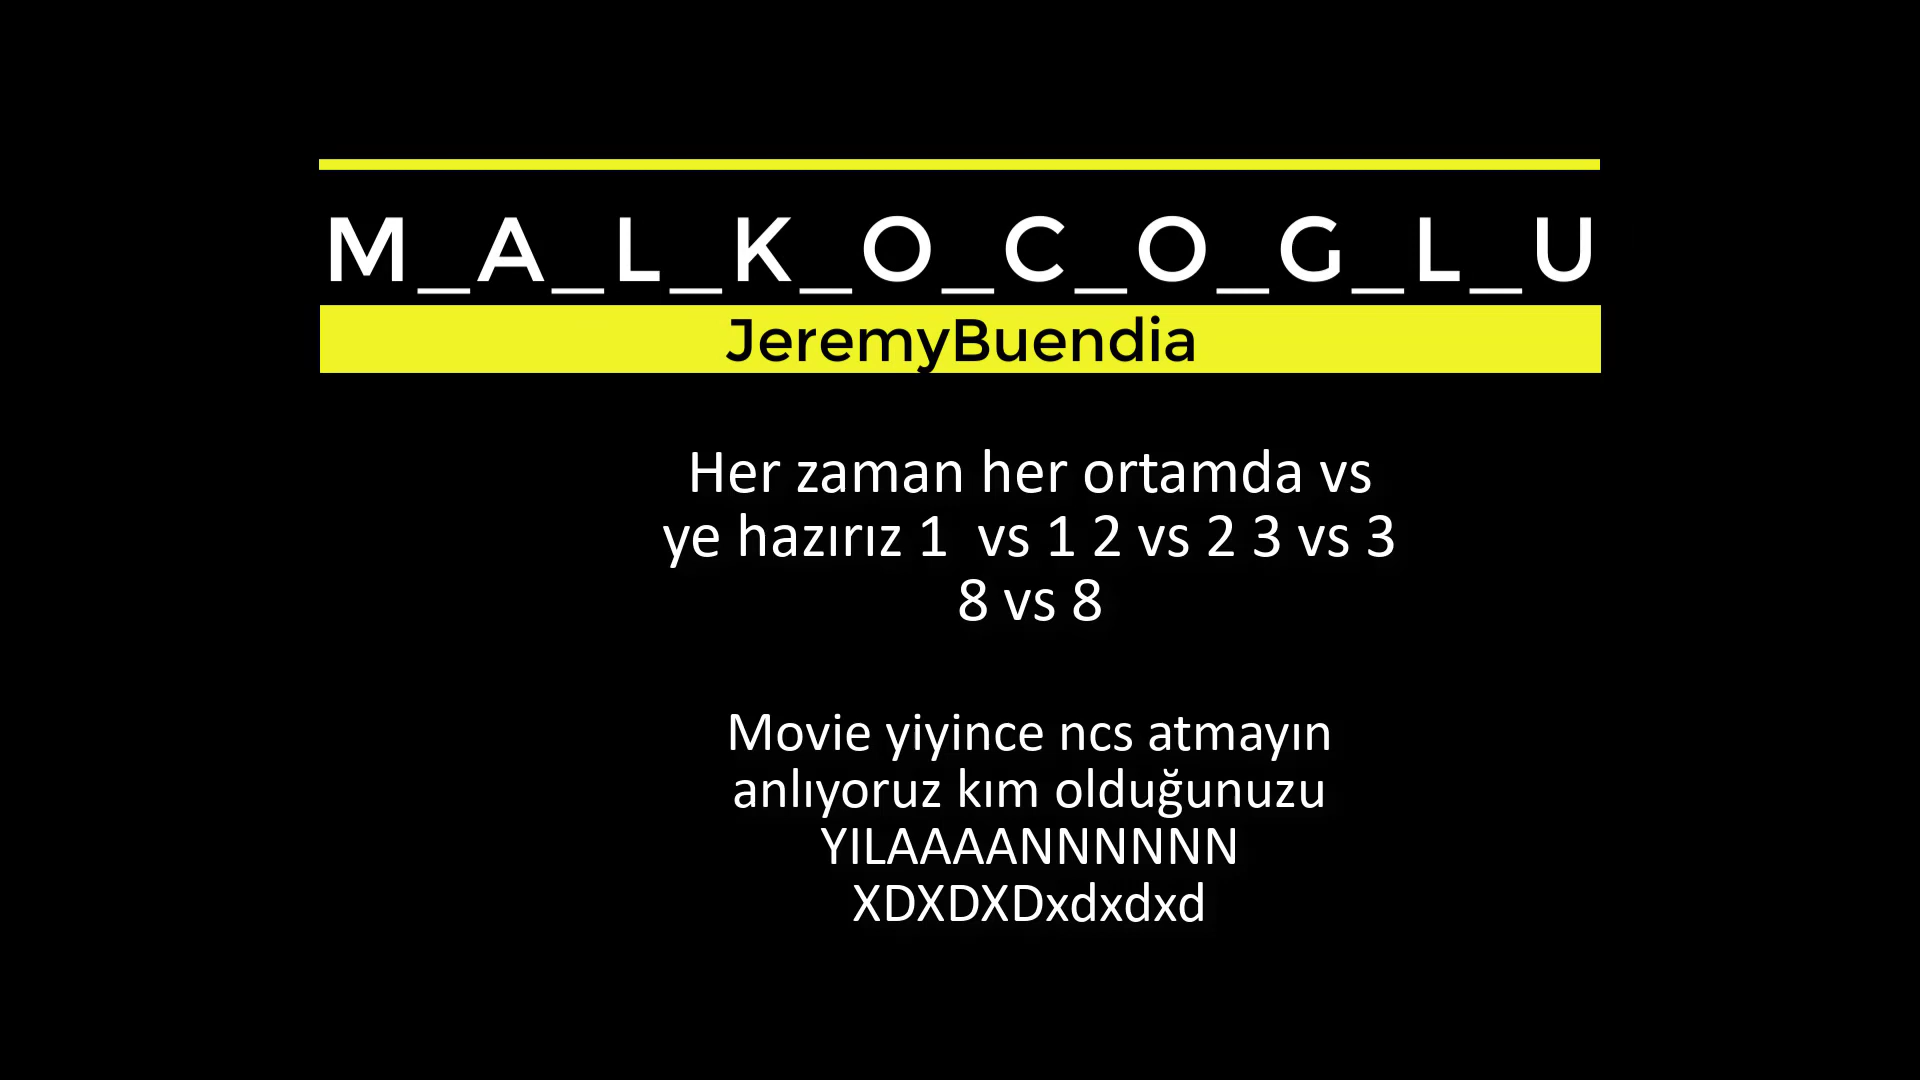 M_A_L_K_O_C_O_G_L_U
JeremyBuendia
Her zaman her ortamda vs
ye hazırız 1  vs 1 2 vs 2 3 vs 3
8 vs 8
Movie yiyince ncs atmayın
anlıyoruz kım olduğunuzu
YILAAAANNNNNN
XDXDXDxdxdxd